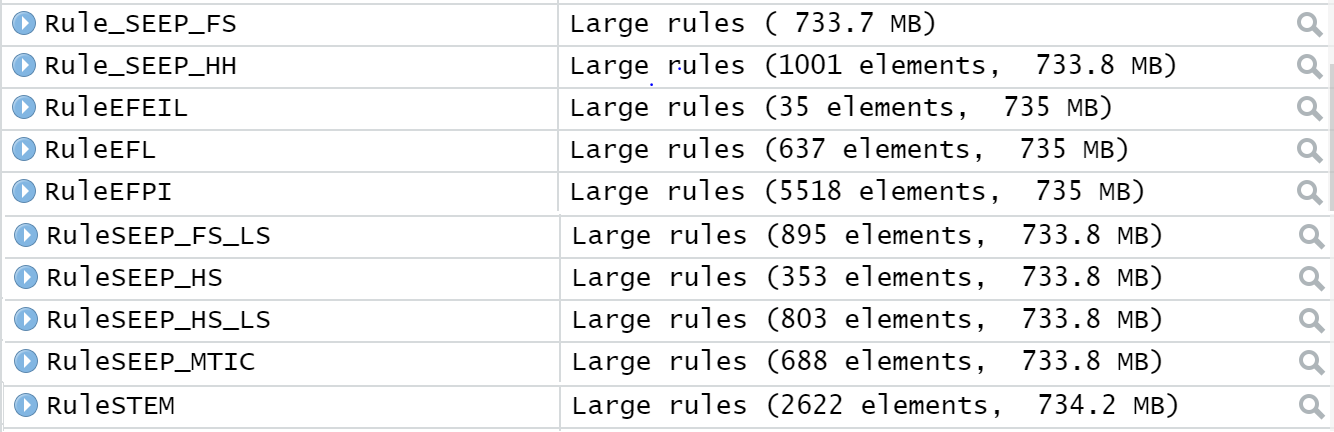 Rule_SEEP_FS Large rules ( 733.7 MB)
Rule_SEEP_HH Large rules (1001 elements, 733.8 MB)
RuleEFEIL Large rules (35 elements, 735 MB)
RuleEFL Large rules (637 elements, 735 MB)
RuleEFPI Large rules (5518 elements, 735 MB)
RuleSEEP_FS_LS Large rules (895 elements, 733.8 MB)
RuleSEEP_HS Large rules (353 elements, 733.8 MB)
RuleSEEP_HS_LS Large rules (803 elements, 733.8 MB)
RuleSEEP_MTIC Large rules (688 elements, 733.8 MB)
RuleSTEM Large rules (2622 elements, 734.2 MB)